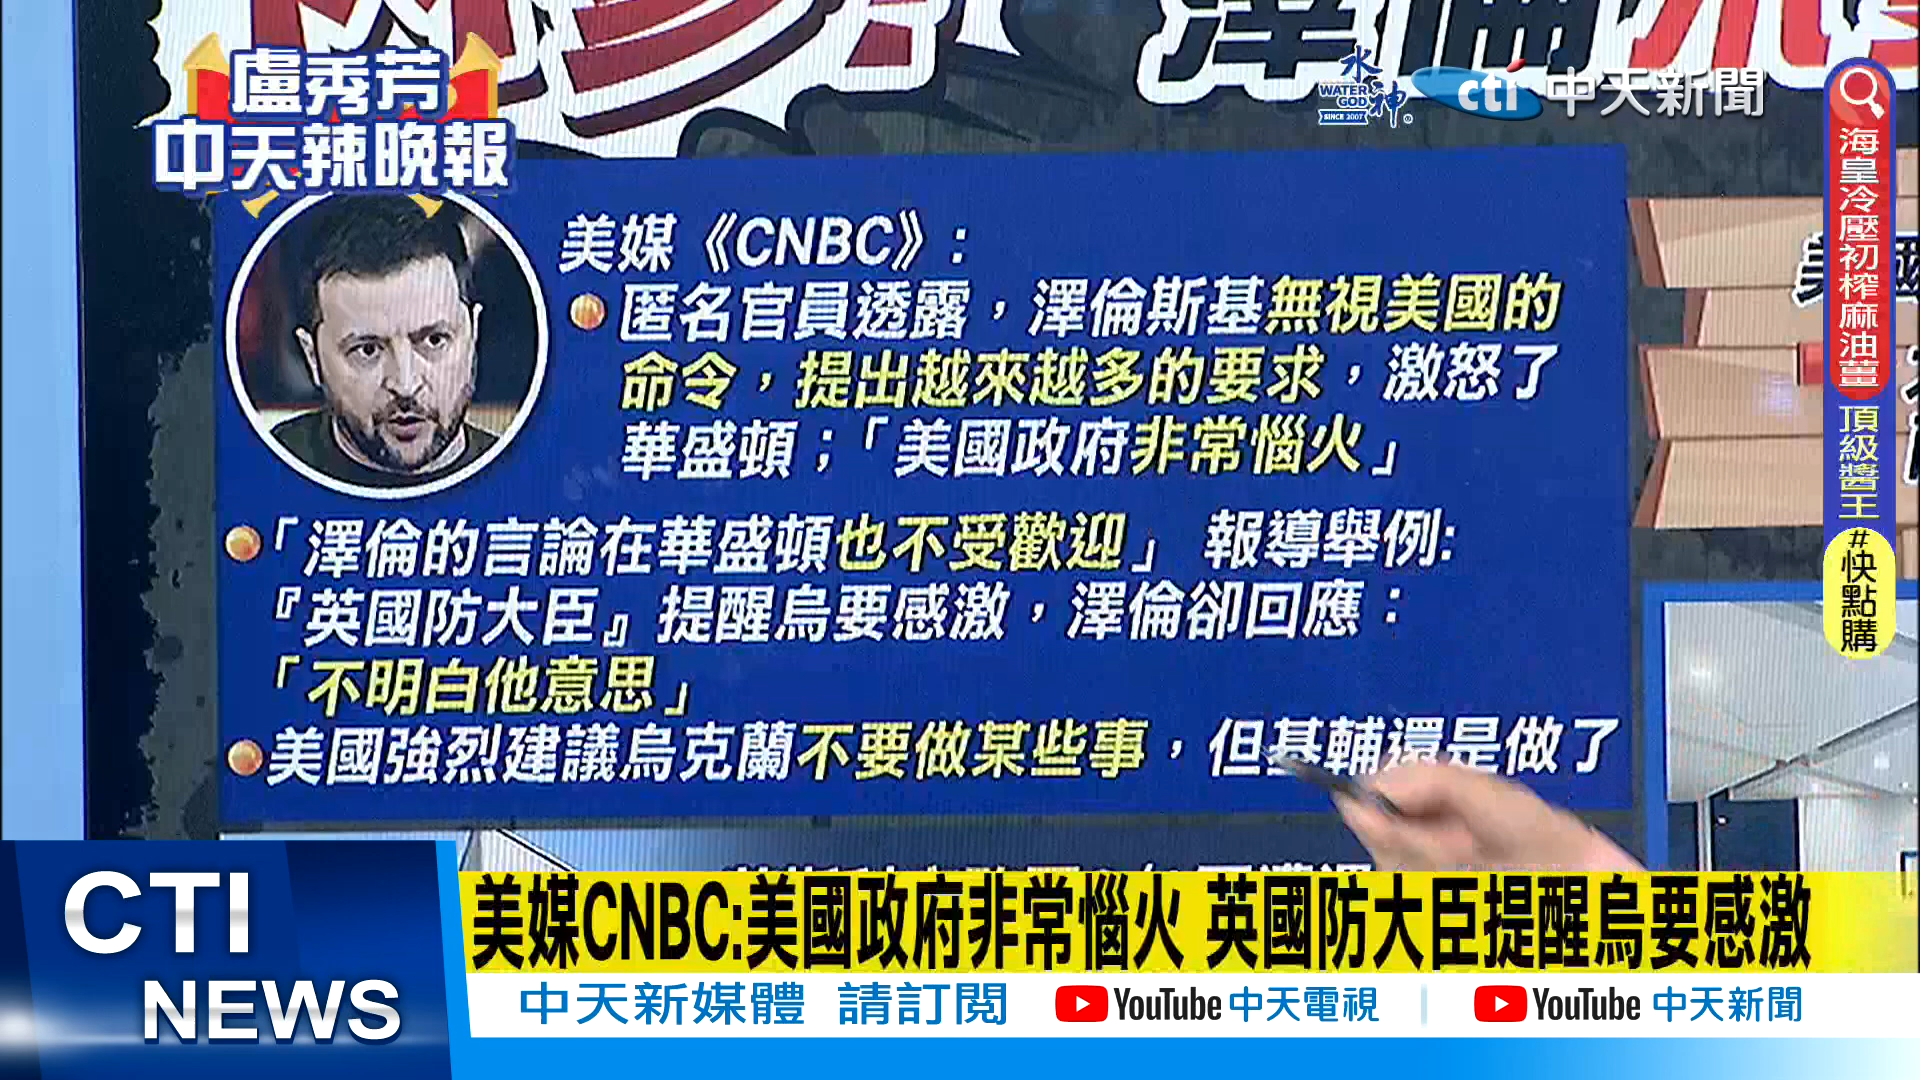 盧秀芳
中天辣晚報
水神
WATER
GOD
SINCE 2007
cti 中天新聞
海皇冷壓初榨麻油薑
頂級醬王
#快點購
美媒《CNBC》:
匿名官員透露，澤倫斯基無視美國的
命令，提出越來越多的要求，激怒了
華盛頓；「美國政府非常惱火」
「澤倫的言論在華盛頓也不受歡迎」 報導舉例:
『英國防大臣』提醒烏要感激，澤倫卻回應：
「不明白他意思」
美國強烈建議烏克蘭不要做某些事，但基輔還是做了
CTI
NEWS
美媒CNBC:美國政府非常惱火 英國防大臣提醒烏要感激
中天新媒體 請訂閱 YouTube 中天電視 YouTube 中天新聞